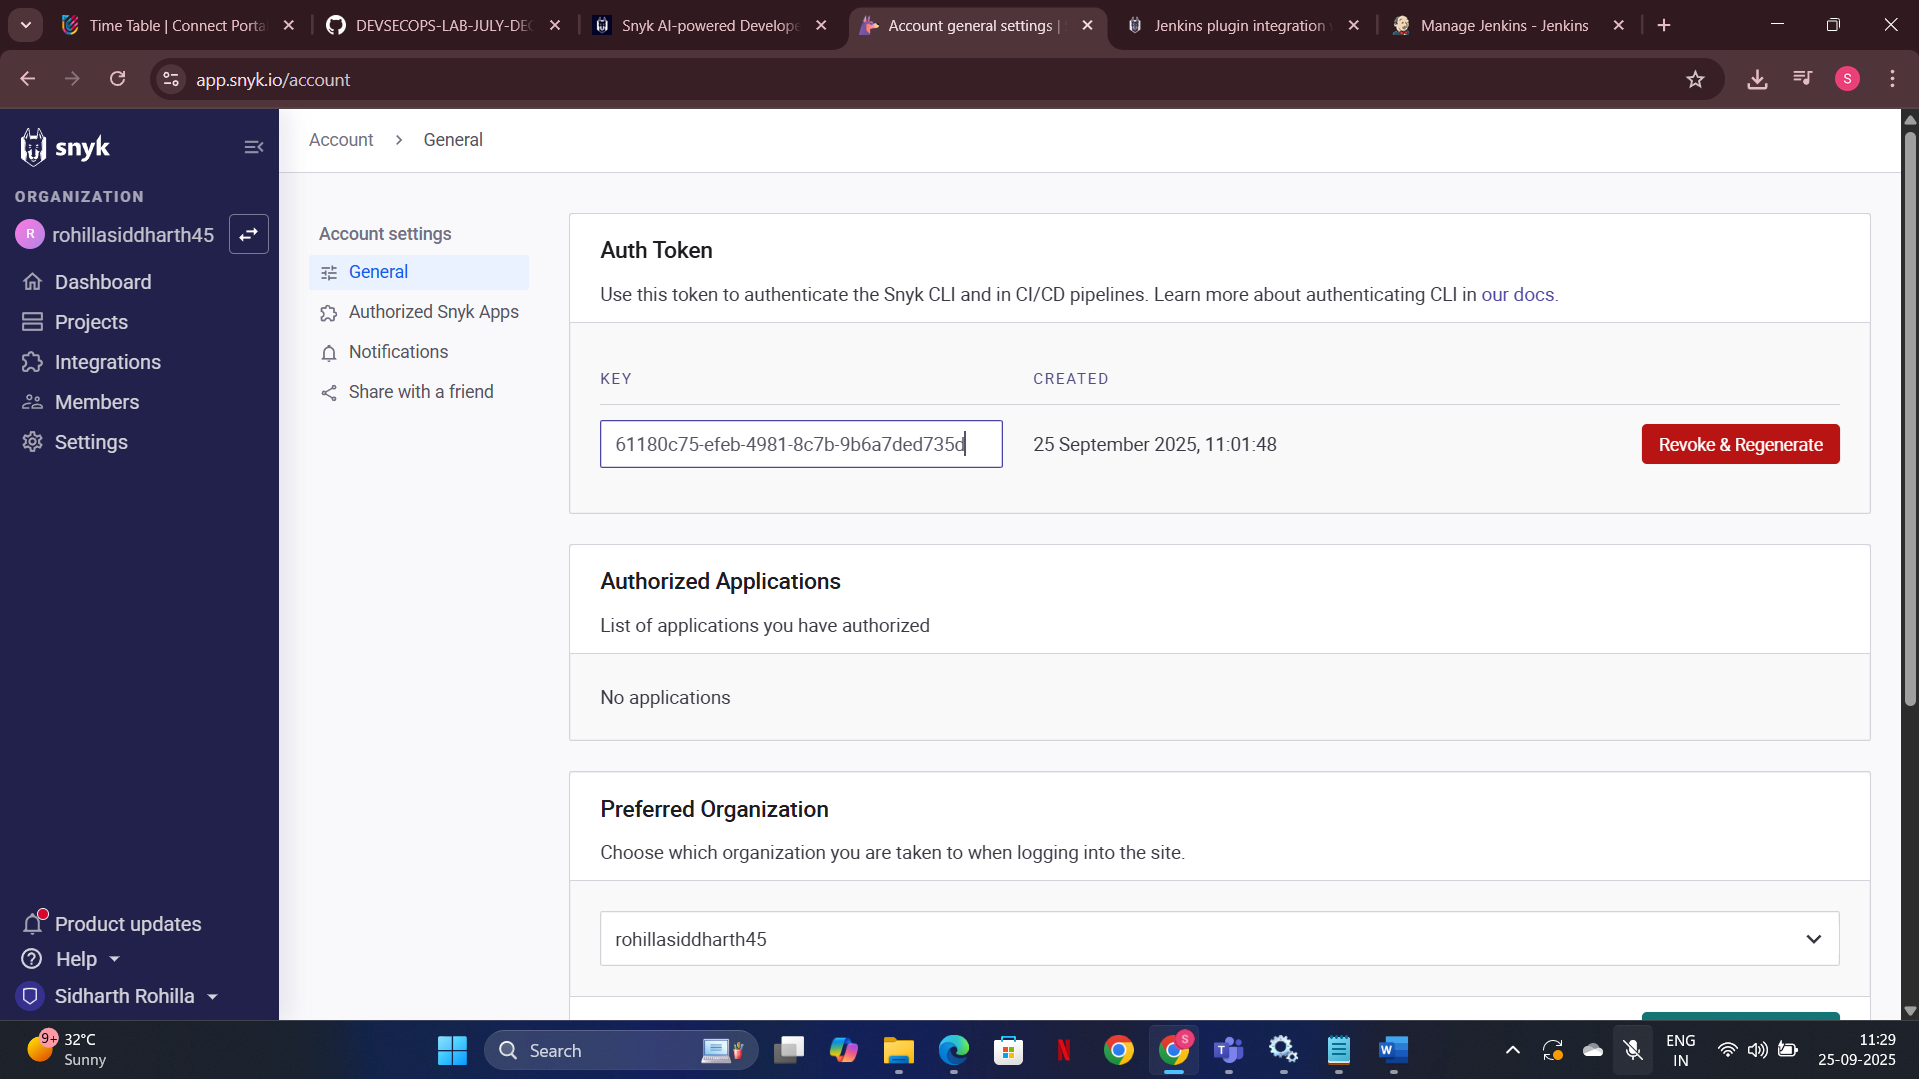 Time Table | Connect Porta
DEVSECOPS-LAB-JULY-DEC
Snyk AI-powered Develope
Account general settings |
Jenkins plugin integration
Manage Jenkins - Jenkins
app.snyk.io/account
S
snyk
ORGANIZATION
R
rohillasiddharth45
Dashboard
Projects
Integrations
Members
Settings
Product updates
Help
Sidharth Rohilla
Account > General
Account settings
General
Authorized Snyk Apps
Notifications
Share with a friend
Auth Token
Use this token to authenticate the Snyk CLI and in CI/CD pipelines. Learn more about authenticating CLI in our docs.
KEY CREATED
61180c75-efeb-4981-8c7b-9b6a7ded735d 25 September 2025, 11:01:48 Revoke & Regenerate
Authorized Applications
List of applications you have authorized
No applications
Preferred Organization
Choose which organization you are taken to when logging into the site.
rohillasiddharth45
9+
32°C
Sunny
Search
N
S
T
W
ENG
IN
11:29
25-09-2025